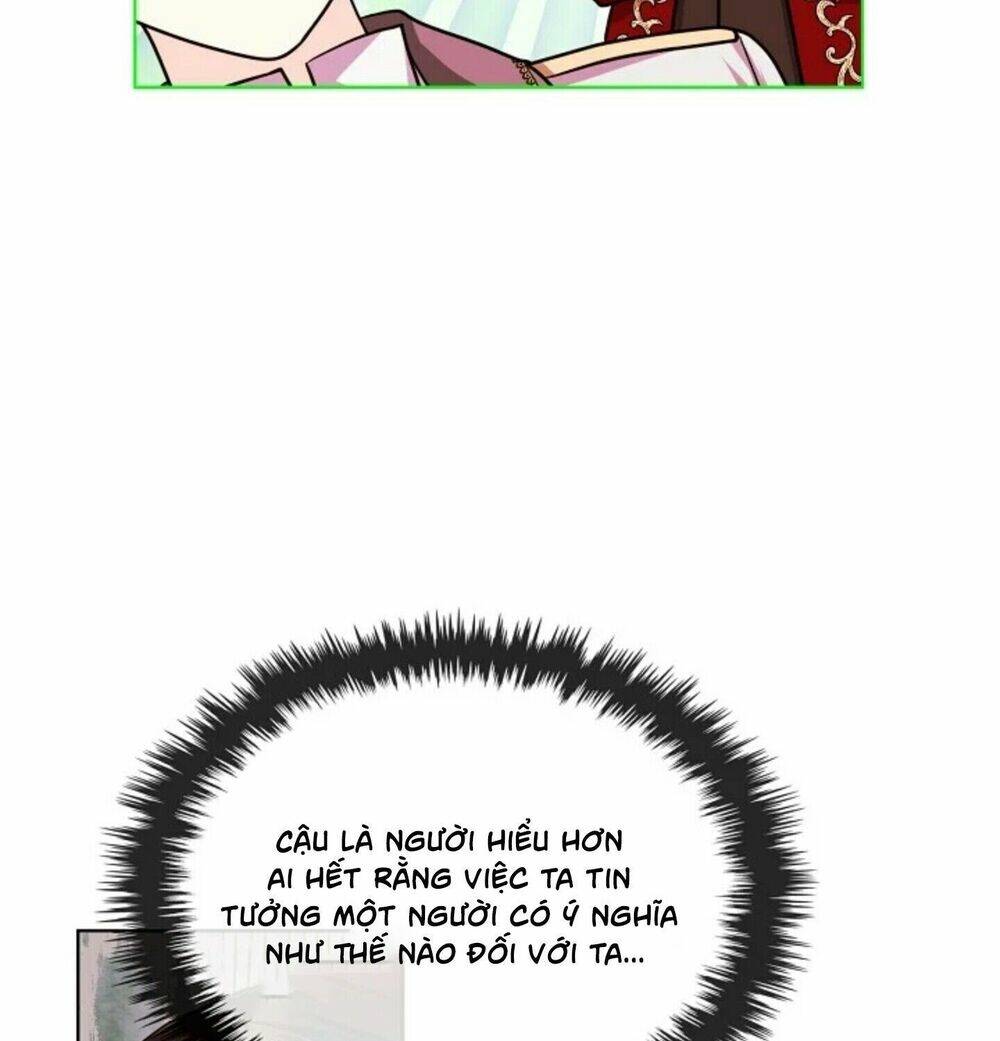 CẬU LÀ NGƯỜI HIỂU HƠN
AI HẾT RẰNG VIỆC TA TIN
TƯỞNG MỘT NGƯỜI CÓ Ý NGHĨA
NHƯ THẾ NÀO ĐỐI VỚI TA...